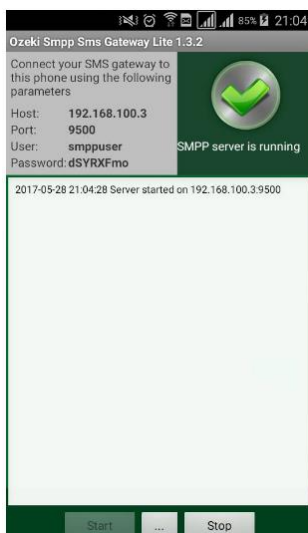 85% 21:04
Ozeki Smpp Sms Gateway Lite 1.3.2
Connect your SMS gateway to
this phone using the following
parameters
Host: 192.168.100.3
Port: 9500
User: smppuser
Password: dSYRXFmo
SMPP server is running
2017-05-28 21:04:28 Server started on 192.168.100.3:9500
Start ... Stop